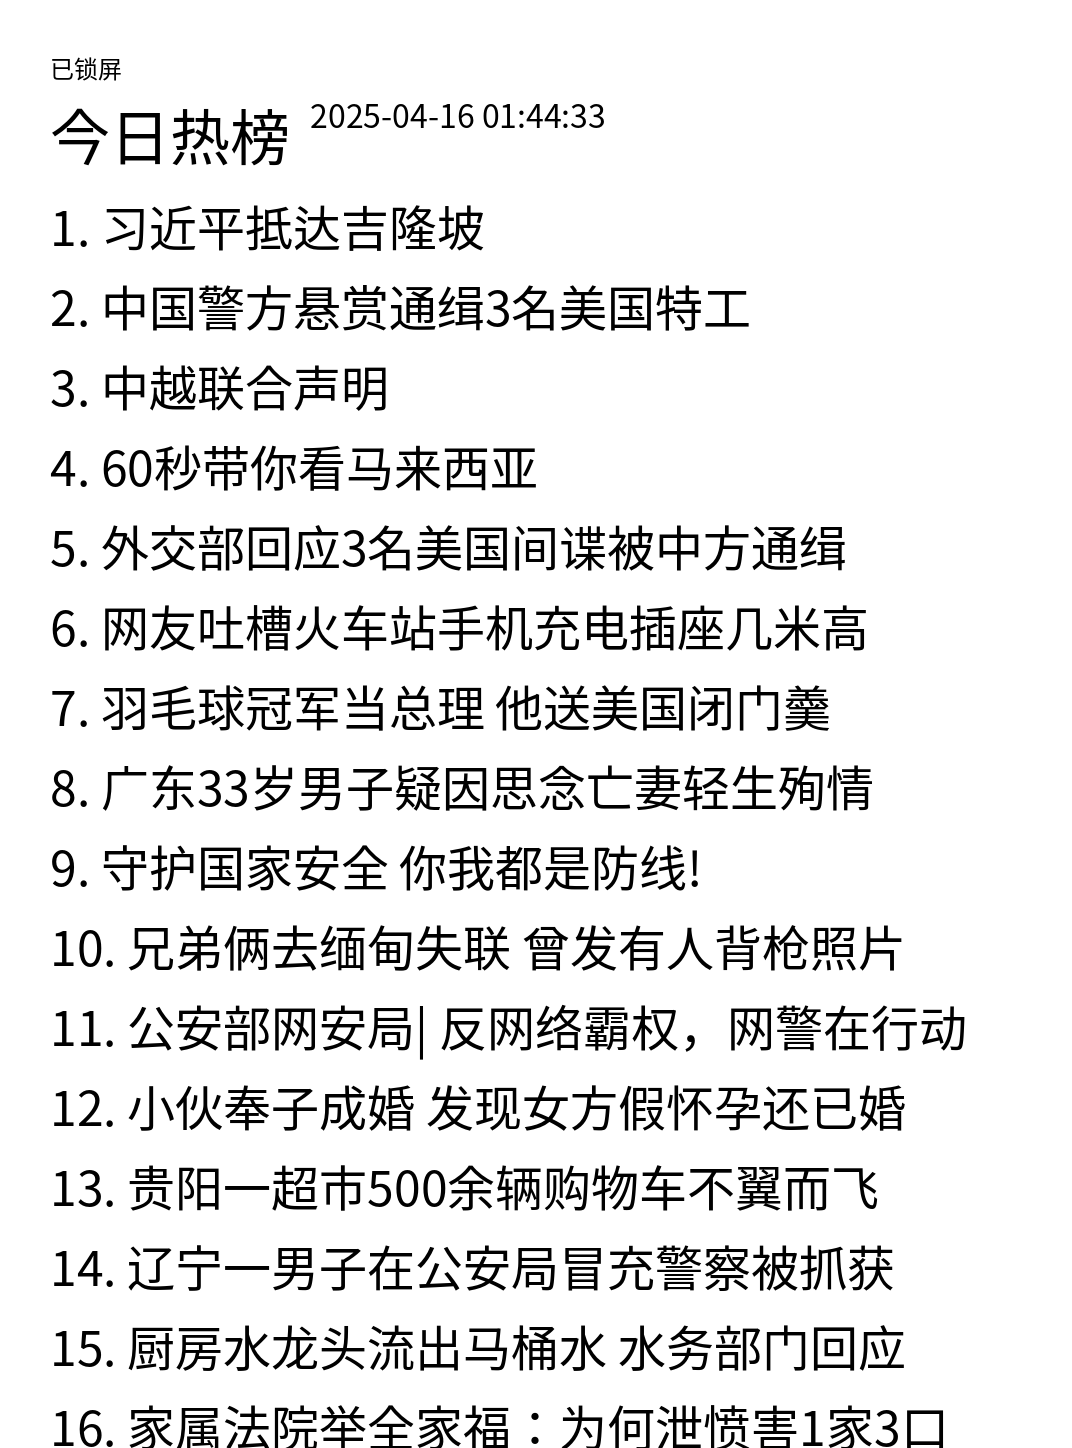 已锁屏
今日热榜 2025-04-16 01:44:33
1. 习近平抵达吉隆坡
2. 中国警方悬赏通缉3名美国特工
3. 中越联合声明
4. 60秒带你看马来西亚
5. 外交部回应3名美国间谍被中方通缉
6. 网友吐槽火车站手机充电插座几米高
7. 羽毛球冠军当总理 他送美国闭门羹
8. 广东33岁男子疑因思念亡妻轻生殉情
9. 守护国家安全 你我都是防线!
10. 兄弟俩去缅甸失联 曾发有人背枪照片
11. 公安部网安局| 反网络霸权，网警在行动
12. 小伙奉子成婚 发现女方假怀孕还已婚
13. 贵阳一超市500余辆购物车不翼而飞
14. 辽宁一男子在公安局冒充警察被抓获
15. 厨房水龙头流出马桶水 水务部门回应
16. 家属法院举全家福：为何泄愤害1家3口